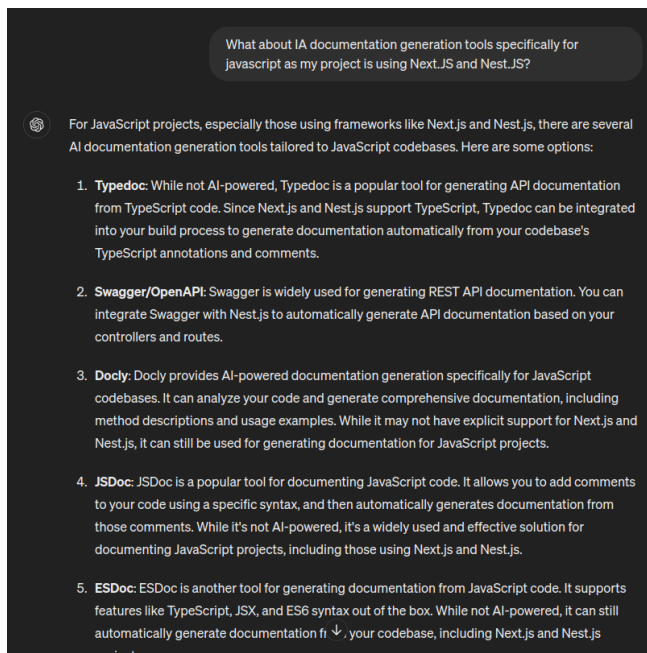 What about IA documentation generation tools specifically for
javascript as my project is using Next.JS and Nest.JS?
For JavaScript projects, especially those using frameworks like Next.js and Nest.js, there are several
AI documentation generation tools tailored to JavaScript codebases. Here are some options:
1. Typedoc: While not AI-powered, Typedoc is a popular tool for generating API documentation
from TypeScript code. Since Next.js and Nest.js support TypeScript, Typedoc can be integrated
into your build process to generate documentation automatically from your codebase's
TypeScript annotations and comments.
2. Swagger/OpenAPI: Swagger is widely used for generating REST API documentation. You can
integrate Swagger with Nest.js to automatically generate API documentation based on your
controllers and routes.
3. Docly: Docly provides AI-powered documentation generation specifically for JavaScript
codebases. It can analyze your code and generate comprehensive documentation, including
method descriptions and usage examples. While it may not have explicit support for Next.js and
Nest.js, it can still be used for generating documentation for JavaScript projects.
4. JSDoc: JSDoc is a popular tool for documenting JavaScript code. It allows you to add comments
to your code using a specific syntax, and then automatically generates documentation from
those comments. While it's not AI-powered, it's a widely used and effective solution for
documenting JavaScript projects, including those using Next.js and Nest.js.
5. ESDoc: ESDoc is another tool for generating documentation from JavaScript code. It supports
features like TypeScript, JSX, and ES6 syntax out of the box. While not AI-powered, it can still
automatically generate documentation your codebase, including Next.js and Nest.js